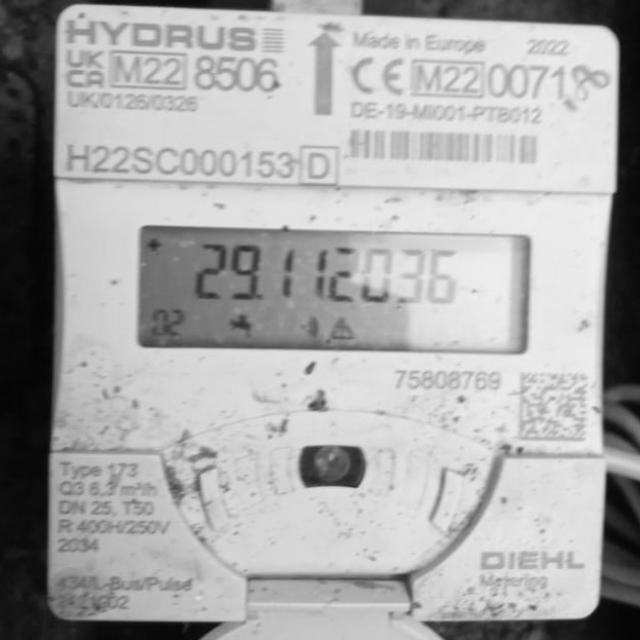 HYDRUS
Made in Europe 2022
UK
CA M22 8506
CE M22 0071
UK/0126/0326
DE-19-MI001-PTB012
H22SC000153 D
+
29.11.2036
02
75808769
Type 173
Q3 6,3 m³/h
DN 25, T50
R 400H/250V
2034
DIEHL
Metering